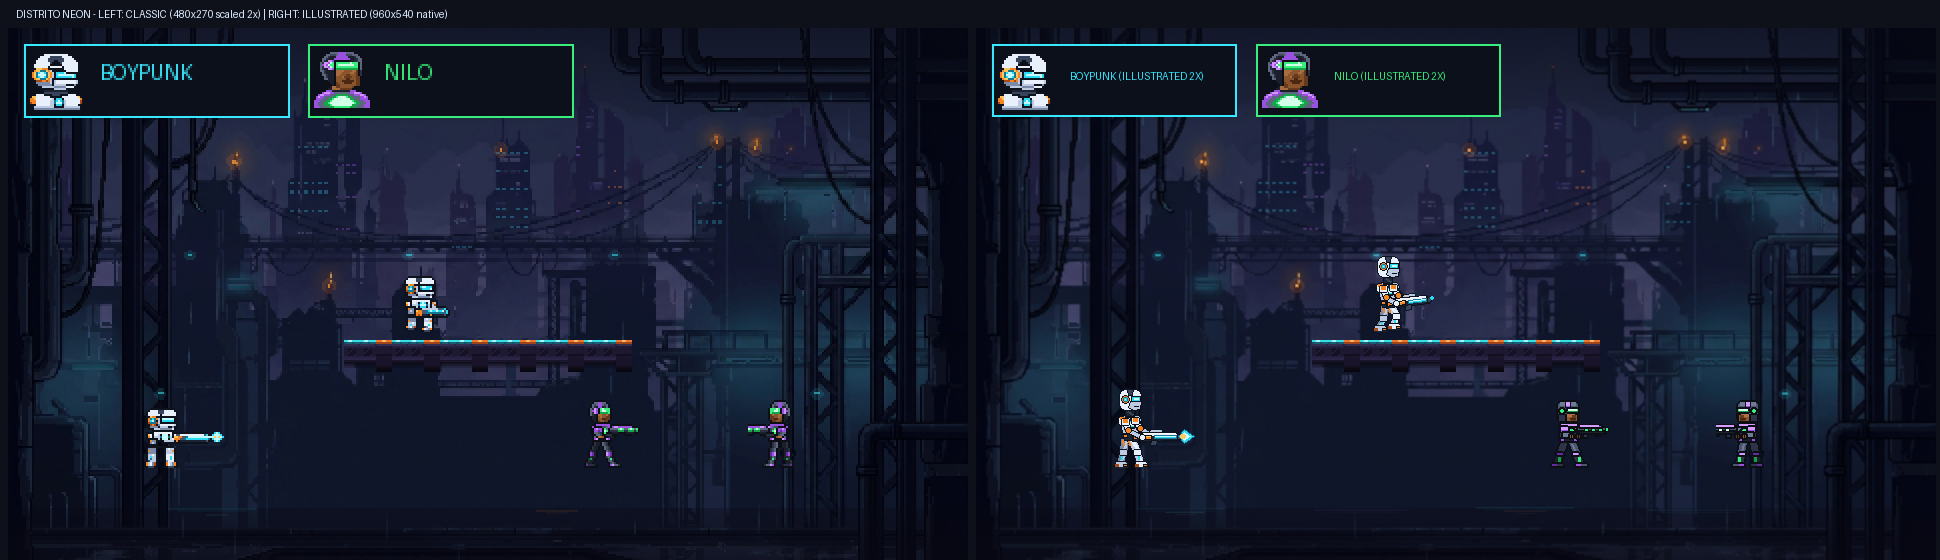 DISTRITO NEON - LEFT: CLASSIC (480x270 scaled 2x) | RIGHT: ILLUSTRATED (960x540 native)
BOYPUNK
NILO
BOYPUNK (ILLUSTRATED 2X)
NILO (ILLUSTRATED 2X)